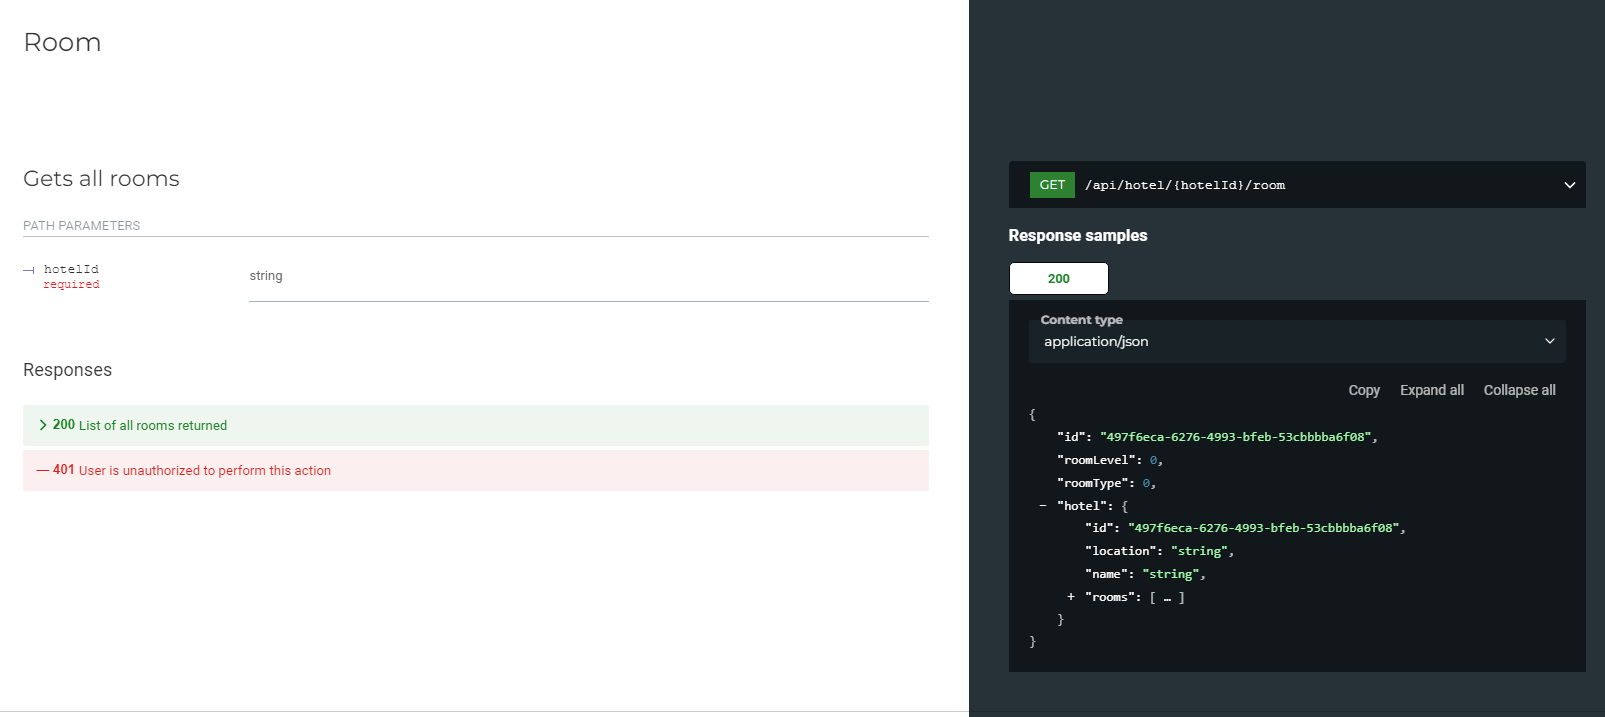 Room
Gets all rooms
PATH PARAMETERS
hotelId
required
string
Responses
200 List of all rooms returned
401 User is unauthorized to perform this action
GET /api/hotel/{hotelId}/room
Response samples
200
Content type
application/json
Copy Expand all Collapse all
{
"id": "497f6eca-6276-4993-bfeb-53cbbbba6f08",
"roomLevel": 0,
"roomType": 0,
− "hotel": {
"id": "497f6eca-6276-4993-bfeb-53cbbbba6f08",
"location": "string",
"name": "string",
+ "rooms": [ … ]
}
}